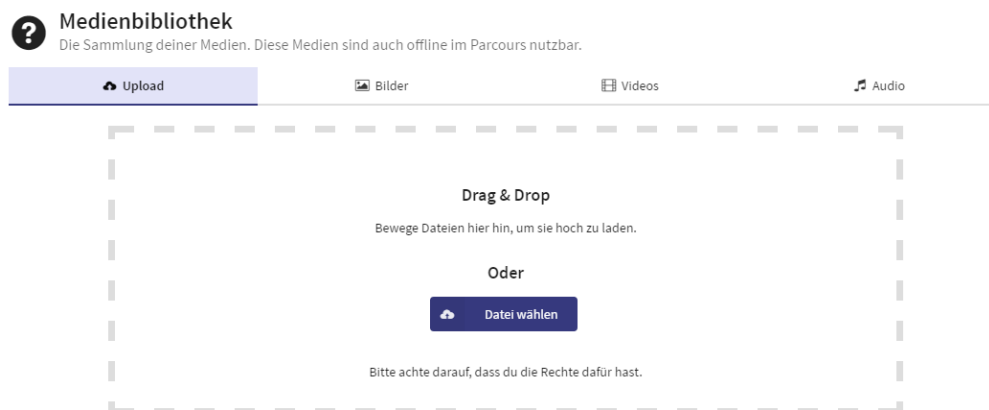 Medienbibliothek
Die Sammlung deiner Medien. Diese Medien sind auch offline im Parcours nutzbar.
Upload
Bilder
Videos
Audio
Drag & Drop
Bewege Dateien hier hin, um sie hoch zu laden.
Oder
Datei wählen
Bitte achte darauf, dass du die Rechte dafür hast.